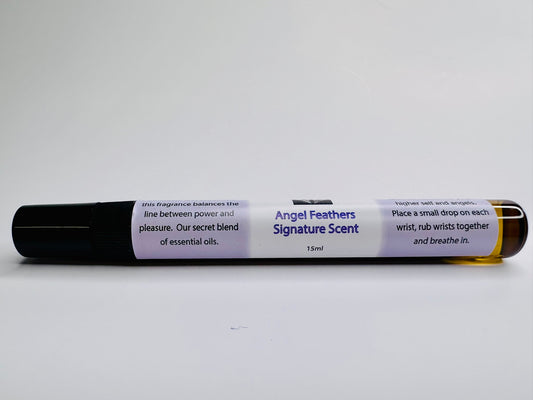 this fragrance balances the
line between power and
pleasure. Our secret blend
of essential oils.
Angel Feathers
Signature Scent
15ml
higher self and angels.
Place a small drop on each
wrist, rub wrists together
and breathe in.